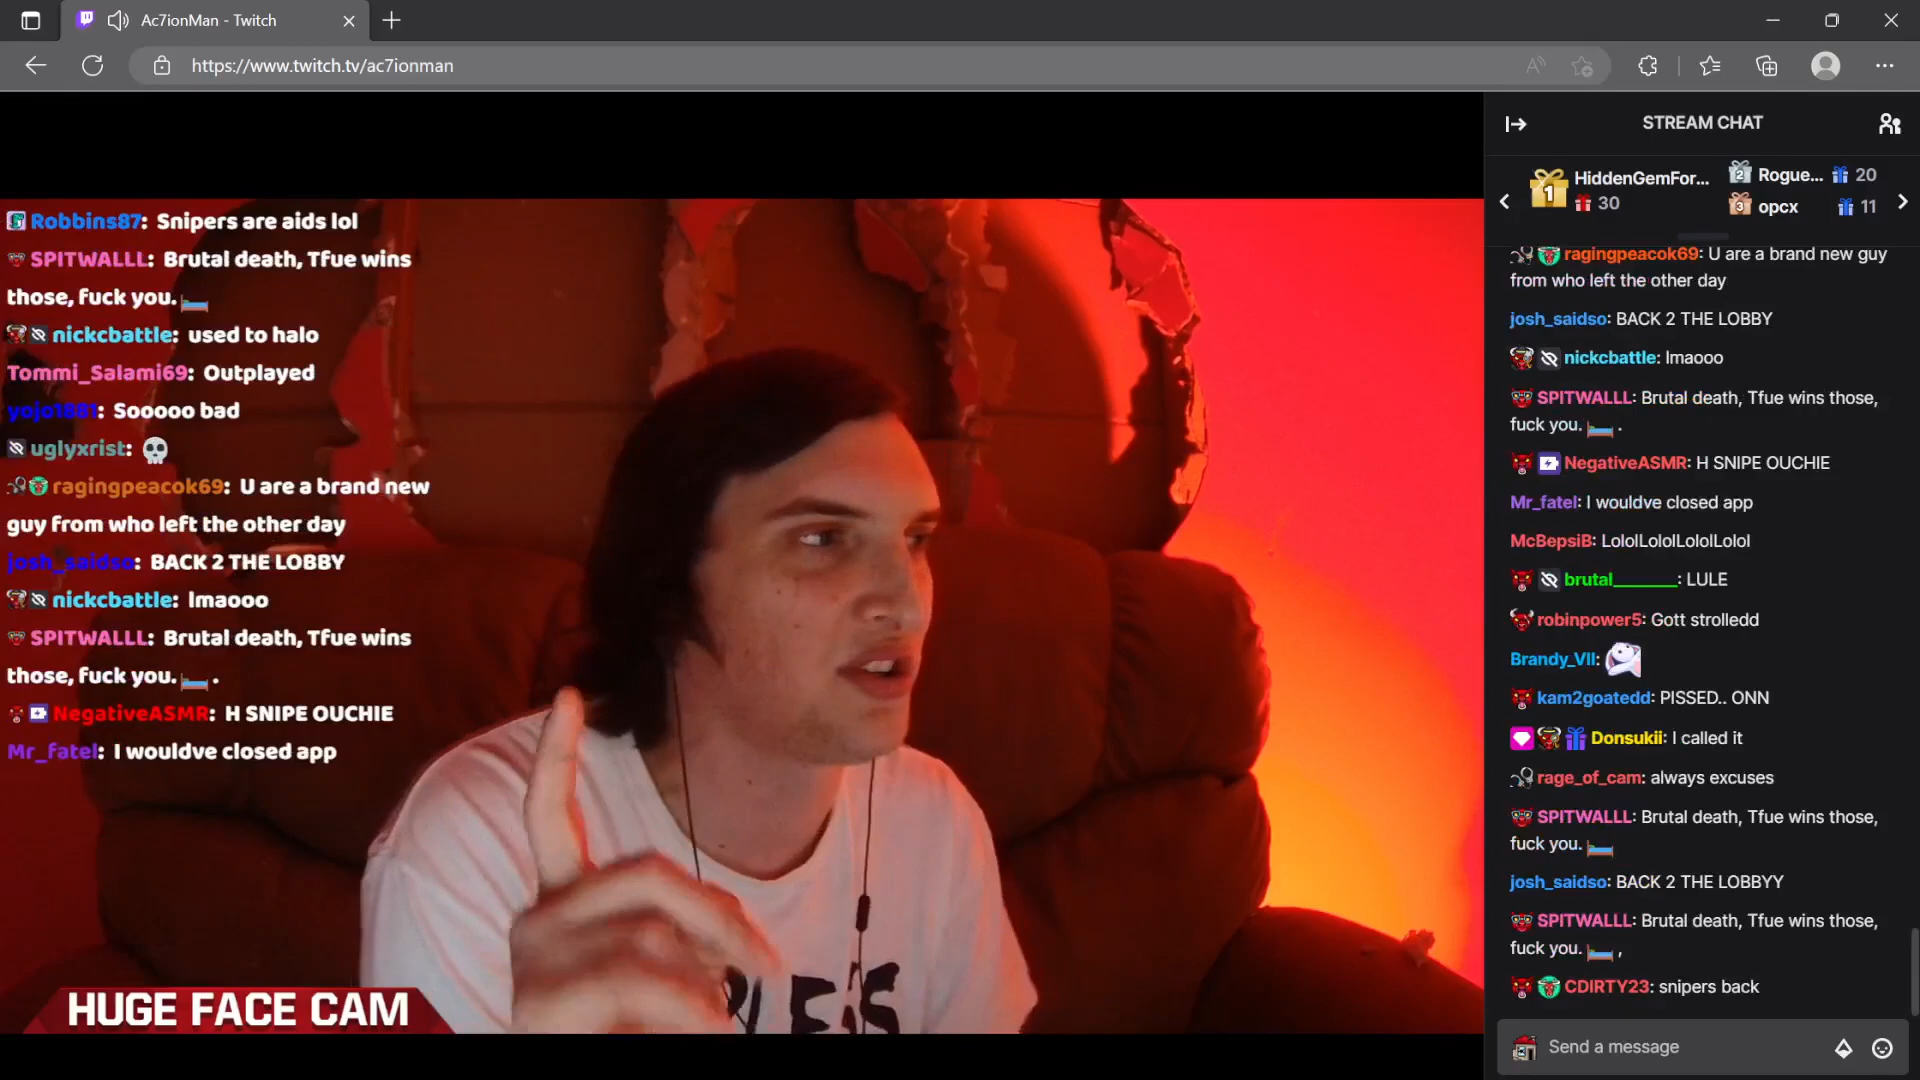 Ac7ionMan - Twitch
https://www.twitch.tv/ac7ionman
Robbins87: Snipers are aids lol
SPITWALLL: Brutal death, Tfue wins
those, fuck you.
nickcbattle: used to halo
Tommi_Salami69: Outplayed
yojo1881: Sooooo bad
uglyxrist:
ragingpeacok69: U are a brand new
guy from who left the other day
josh_saidso: BACK 2 THE LOBBY
nickcbattle: lmaooo
SPITWALLL: Brutal death, Tfue wins
those, fuck you. .
NegativeASMR: H SNIPE OUCHIE
Mr_fatel: I wouldve closed app
HUGE FACE CAM
STREAM CHAT
1 HiddenGemFor...
30
2 Rogue... 20
3 opcx 11
ragingpeacok69: U are a brand new guy
from who left the other day
josh_saidso: BACK 2 THE LOBBY
nickcbattle: lmaooo
SPITWALLL: Brutal death, Tfue wins those,
fuck you. .
NegativeASMR: H SNIPE OUCHIE
Mr_fatel: I wouldve closed app
McBepsiB: LololLololLololLolol
brutal_______: LULE
robinpower5: Gott strolledd
Brandy_VII:
kam2goatedd: PISSED.. ONN
Donsukii: I called it
rage_of_cam: always excuses
SPITWALLL: Brutal death, Tfue wins those,
fuck you.
josh_saidso: BACK 2 THE LOBBYY
SPITWALLL: Brutal death, Tfue wins those,
fuck you. ,
CDIRTY23: snipers back
Send a message